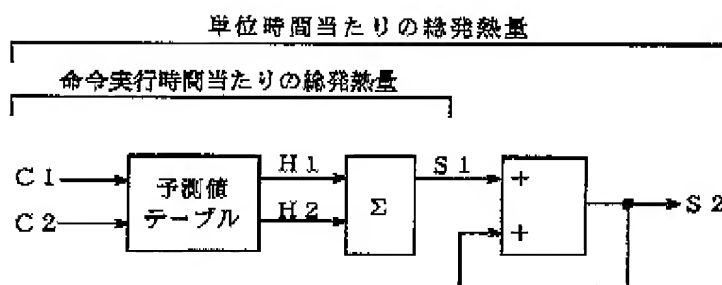 単位時間当たりの総発熱量
命令実行時間当たりの総発熱量
C1
C2
予測値
テーブル
H1
H2
Σ
S1
+
+
S2